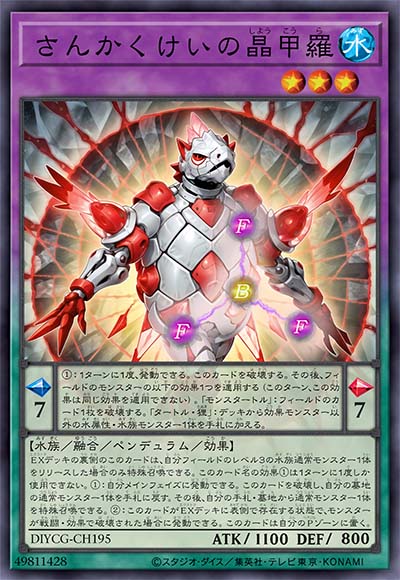 さんかくけいの晶甲羅
水
F
B
F
F
①:1ターンに1度、発動できる。このカードを破壊する。その後、フィ
ールドのモンスターの以下の効果1つを適用する(ターン、この効
果は同じ効果を適用できない)。「モンスタートル」:フィールドのカ
ード1枚を破壊する。「タートル・狸」:デッキから効果モンスター以
外の水属性・水族モンスター1体を手札に加える。
7
7
【水族/融合/ペンデュラム/効果】
EXデッキの裏側のこのカードは、自分フィールドのレベル3の水族通常モンスター1体
をリリースした場合のみ特殊召喚できる。このカード名の効果①は1ターンに1度しか
使用できない。①:自分メインフェイズに発動できる。このカードを破壊し、自分の墓地
の通常モンスター1体を手札に戻す。その後、自分の手札・墓地から通常モンスター1体
を特殊召喚できる。②:このカードがEXデッキに表側で存在する状態で、モンスター
が戦闘・効果で破壊された場合に発動できる。このカードは自分のPゾーンに置く。
DIYCG-CH195
ATK/1100 DEF/ 800
49811428
©スタジオ・ダイス/集英社・テレビ東京・KONAMI